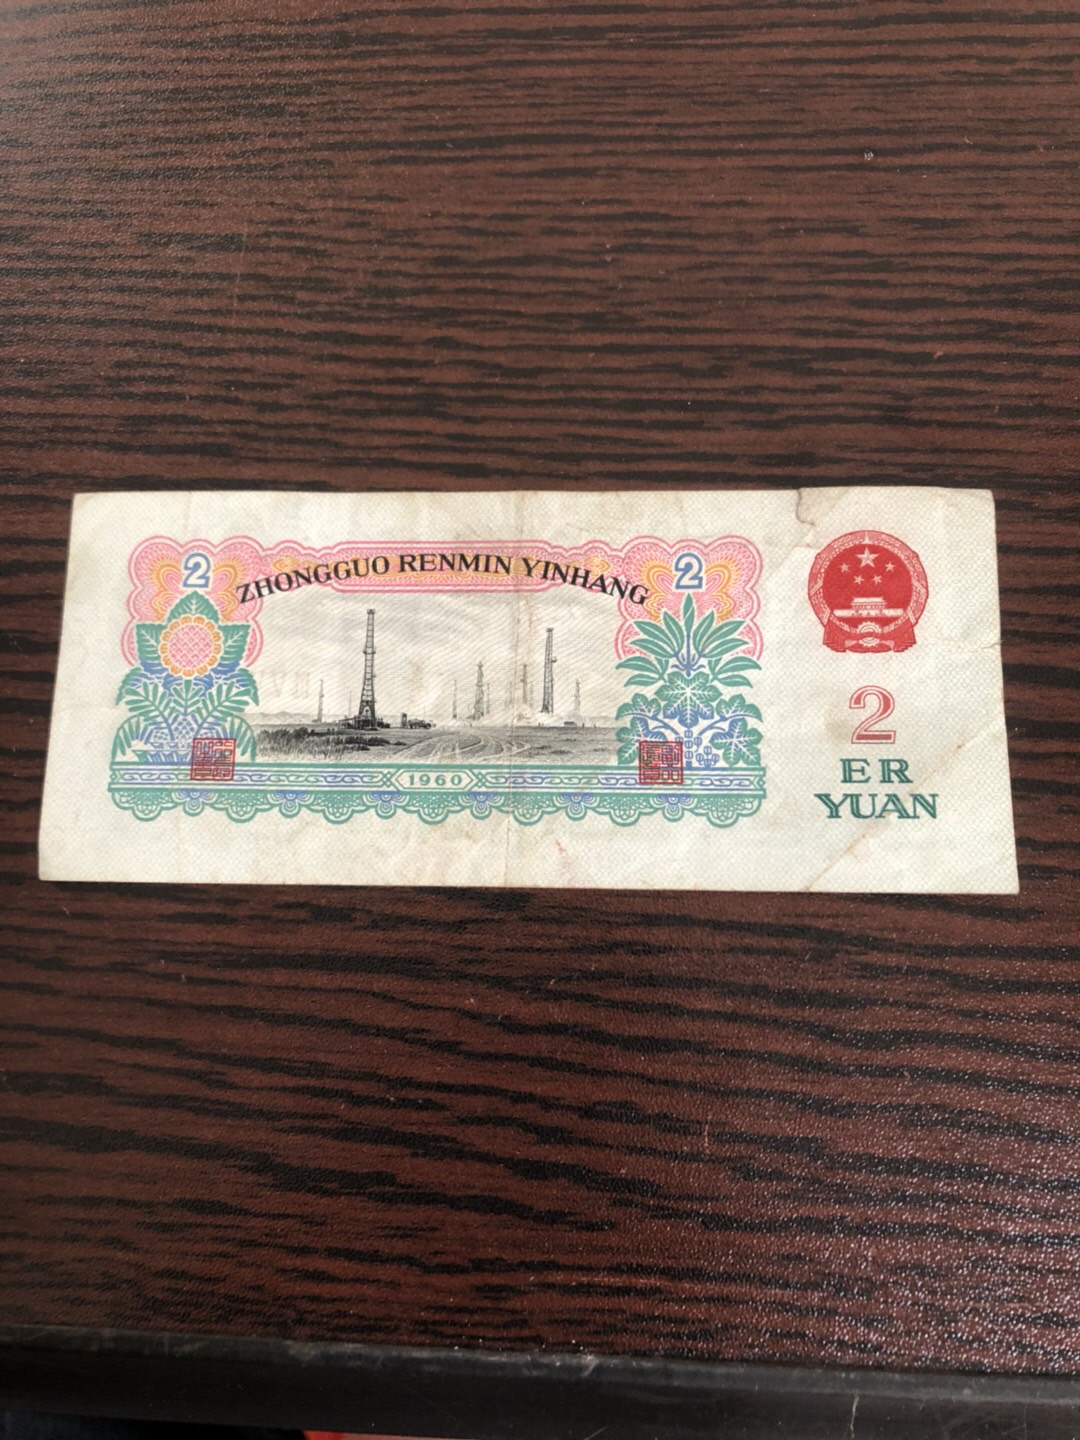 2
ZHONGGUO RENMIN YINHANG
2
1960
2
ER
YUAN